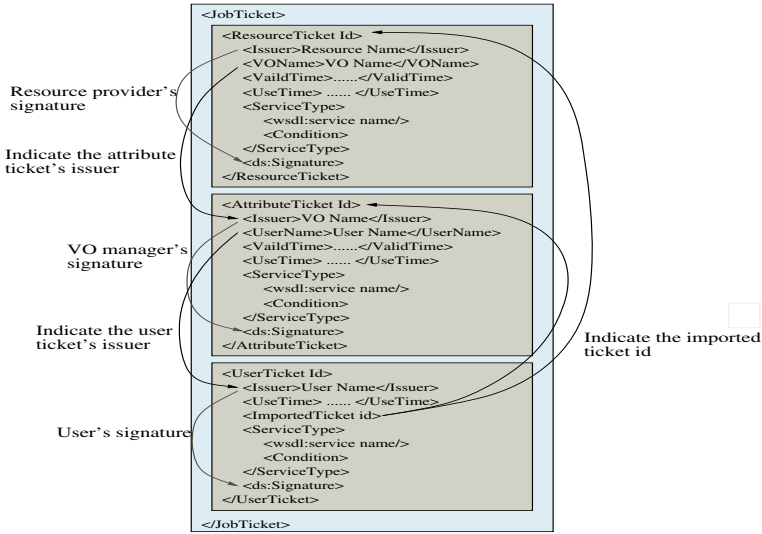 <JobTicket>
<ResourceTicket Id>
<Issuer>Resource Name</Issuer>
<VOName>VO Name</VOName>
<VaildTime>......</ValidTime>
<UseTime> ...... </UseTime>
<ServiceType>
<wsdl:service name/>
<Condition>
</ServiceType>
<ds:Signature>
</ResourceTicket>
<AttributeTicket Id>
<Issuer>VO Name</Issuer>
<UserName>User Name</UserName>
<VaildTime>......</ValidTime>
<UseTime> ...... </UseTime>
<ServiceType>
<wsdl:service name/>
<Condition>
</ServiceType>
<ds:Signature>
</AttributeTicket>
<UserTicket Id>
<Issuer>User Name</Issuer>
<UseTime> ...... </UseTime>
<ImportedTicket id>
<ServiceType>
<wsdl:service name/>
<Condition>
</ServiceType>
<ds:Signature>
</UserTicket>
</JobTicket>
Resource provider's
signature
Indicate the attribute
ticket's issuer
VO manager's
signature
Indicate the user
ticket's issuer
User's signature
Indicate the imported
ticket id